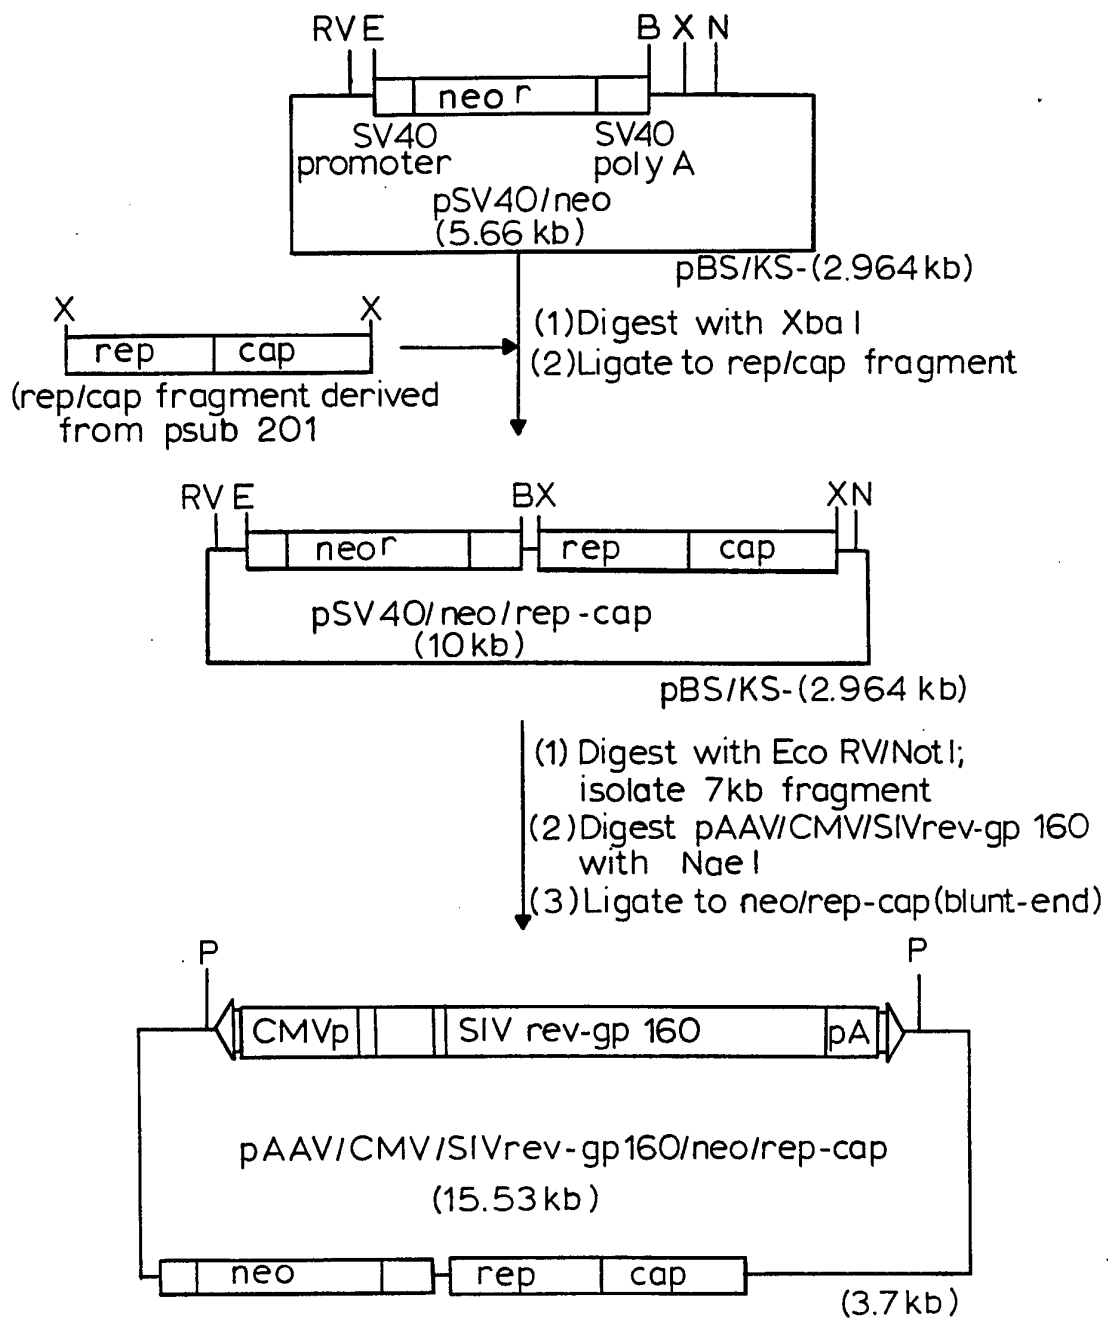 RV E B X N
neo r
SV40 promoter
SV40 poly A
pSV40/neo
(5.66 kb)
pBS/KS-(2.964 kb)
X X
rep cap
(rep/cap fragment derived
from psub 201
(1) Digest with Xba I
(2) Ligate to rep/cap fragment
RV E BX X N
neo r rep cap
pSV40/neo/rep-cap
(10 kb)
pBS/KS-(2.964 kb)
(1) Digest with Eco RV/Not I;
isolate 7kb fragment
(2) Digest pAAV/CMV/SIVrev-gp 160
with Nae I
(3) Ligate to neo/rep-cap (blunt-end)
P P
CMVp SIV rev-gp 160 pA
pAAV/CMV/SIVrev-gp160/neo/rep-cap
(15.53 kb)
neo rep cap
(3.7 kb)